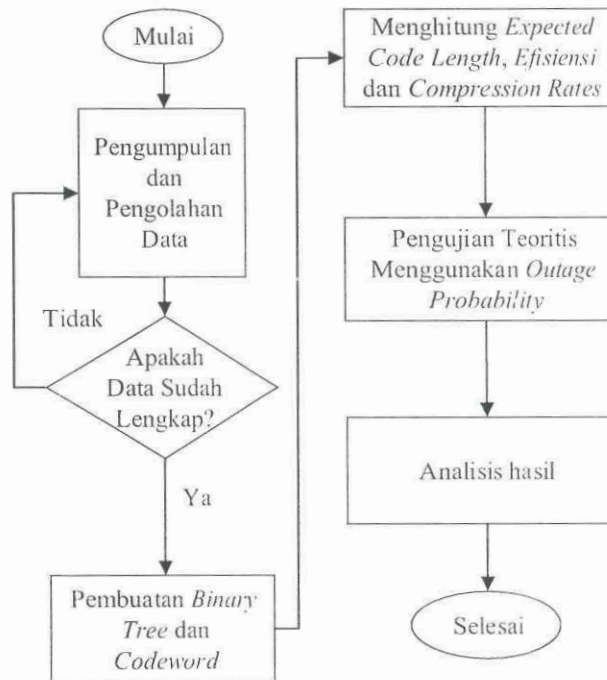 Mulai
Pengumpulan
dan
Pengolahan
Data
Tidak
Apakah
Data Sudah
Lengkap?
Ya
Pembuatan Binary
Tree dan
Codeword
Menghitung Expected
Code Length, Efisiensi
dan Compression Rates
Pengujian Teoritis
Menggunakan Outage
Probability
Analisis hasil
Selesai